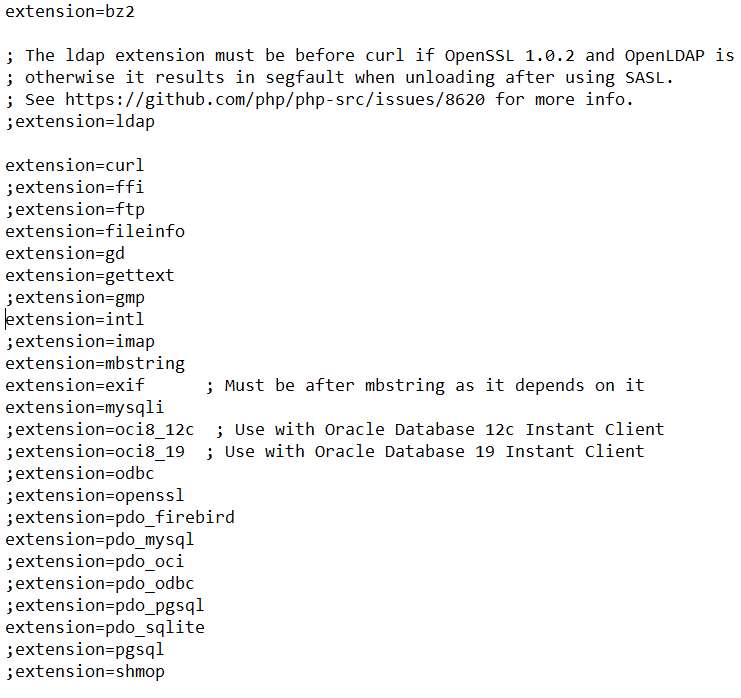 extension=bz2
; The ldap extension must be before curl if OpenSSL 1.0.2 and OpenLDAP is
; otherwise it results in segfault when unloading after using SASL.
; See https://github.com/php/php-src/issues/8620 for more info.
;extension=ldap
extension=curl
;extension=ffi
;extension=ftp
extension=fileinfo
extension=gd
extension=gettext
;extension=gmp
extension=intl
;extension=imap
extension=mbstring
extension=exif      ; Must be after mbstring as it depends on it
extension=mysqli
;extension=oci8_12c  ; Use with Oracle Database 12c Instant Client
;extension=oci8_19  ; Use with Oracle Database 19 Instant Client
;extension=odbc
;extension=openssl
;extension=pdo_firebird
extension=pdo_mysql
;extension=pdo_oci
;extension=pdo_odbc
;extension=pdo_pgsql
extension=pdo_sqlite
;extension=pgsql
;extension=shmop